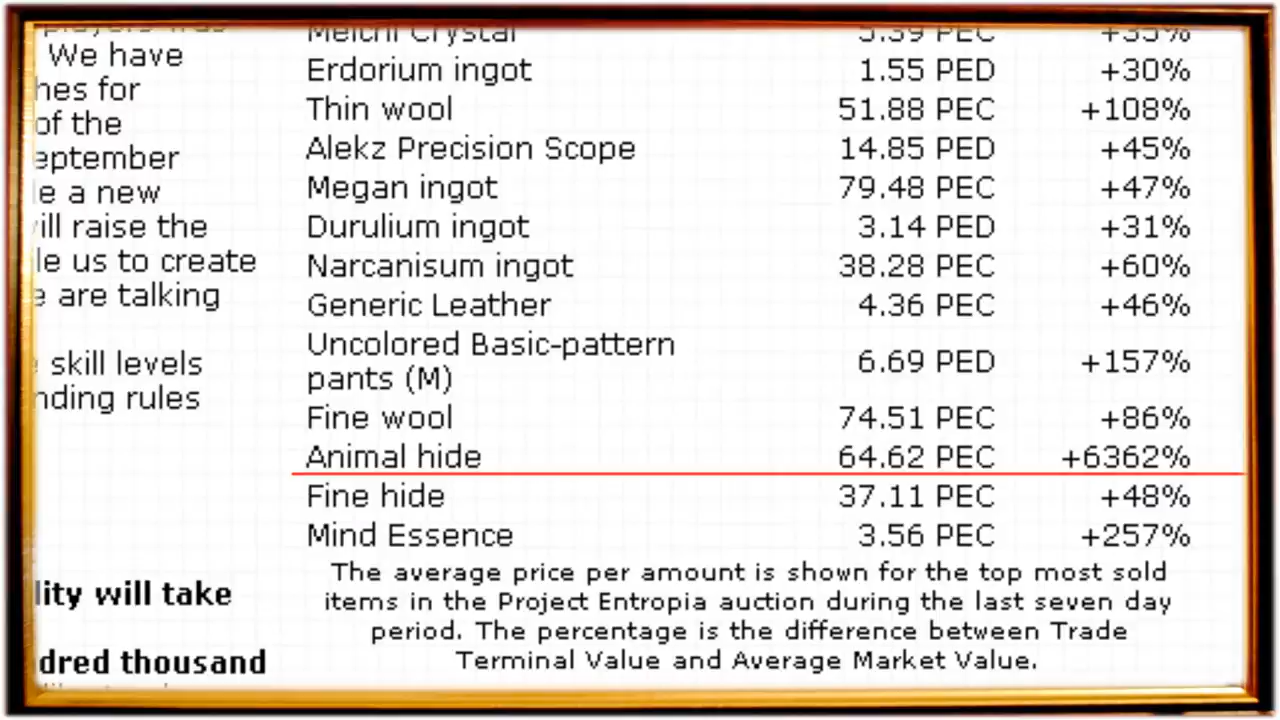 We have
hes for
of the
eptember
le a new
ill raise the
le us to create
e are talking
skill levels
nding rules
lity will take
dred thousand
Melchi Crystal 5.39 PEC +35%
Erdorium ingot 1.55 PED +30%
Thin wool 51.88 PEC +108%
Alekz Precision Scope 14.85 PED +45%
Megan ingot 79.48 PEC +47%
Durulium ingot 3.14 PED +31%
Narcanisum ingot 38.28 PEC +60%
Generic Leather 4.36 PEC +46%
Uncolored Basic-pattern
pants (M) 6.69 PED +157%
Fine wool 74.51 PEC +86%
Animal hide 64.62 PEC +6362%
Fine hide 37.11 PEC +48%
Mind Essence 3.56 PEC +257%
The average price per amount is shown for the top most sold
items in the Project Entropia auction during the last seven day
period. The percentage is the difference between Trade
Terminal Value and Average Market Value.